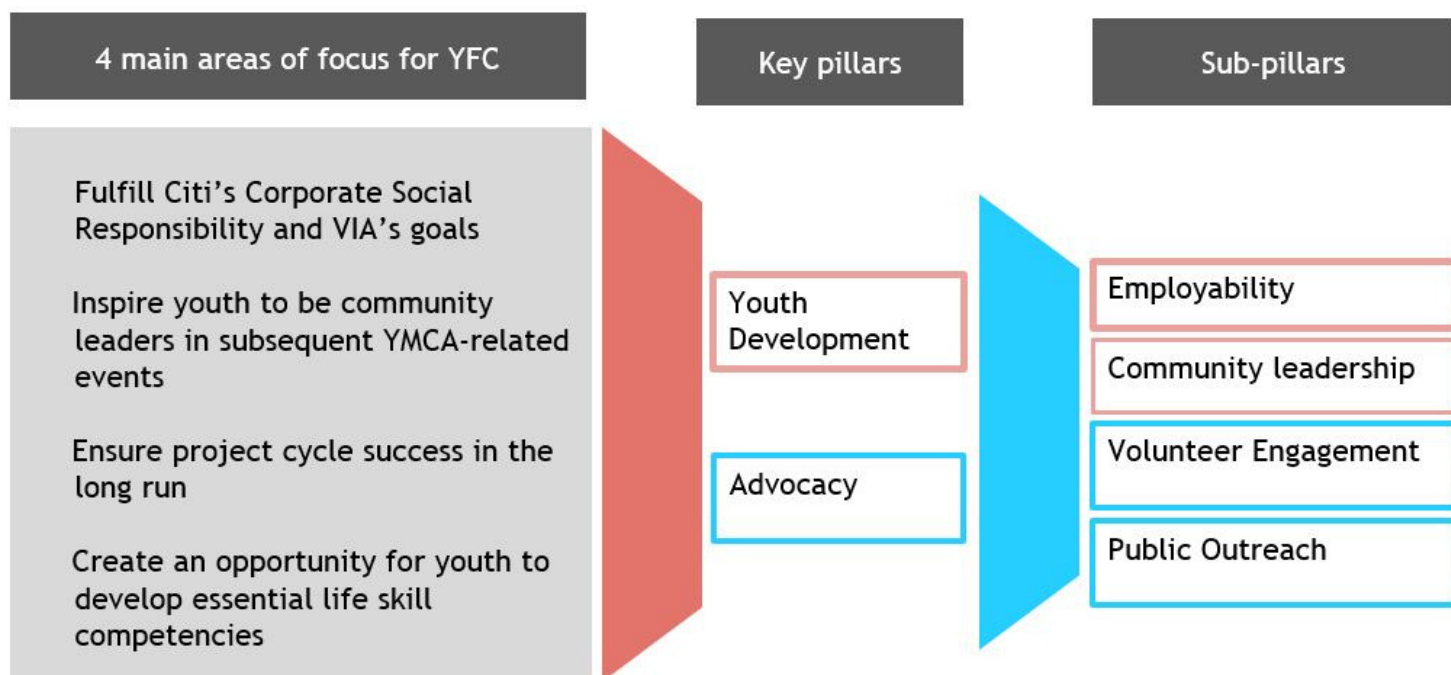 4 main areas of focus for YFC
Key pillars
Sub-pillars
Fulfill Citi’s Corporate Social
Responsibility and VIA’s goals
Inspire youth to be community
leaders in subsequent YMCA-related
events
Ensure project cycle success in the
long run
Create an opportunity for youth to
develop essential life skill
competencies
Youth
Development
Advocacy
Employability
Community leadership
Volunteer Engagement
Public Outreach